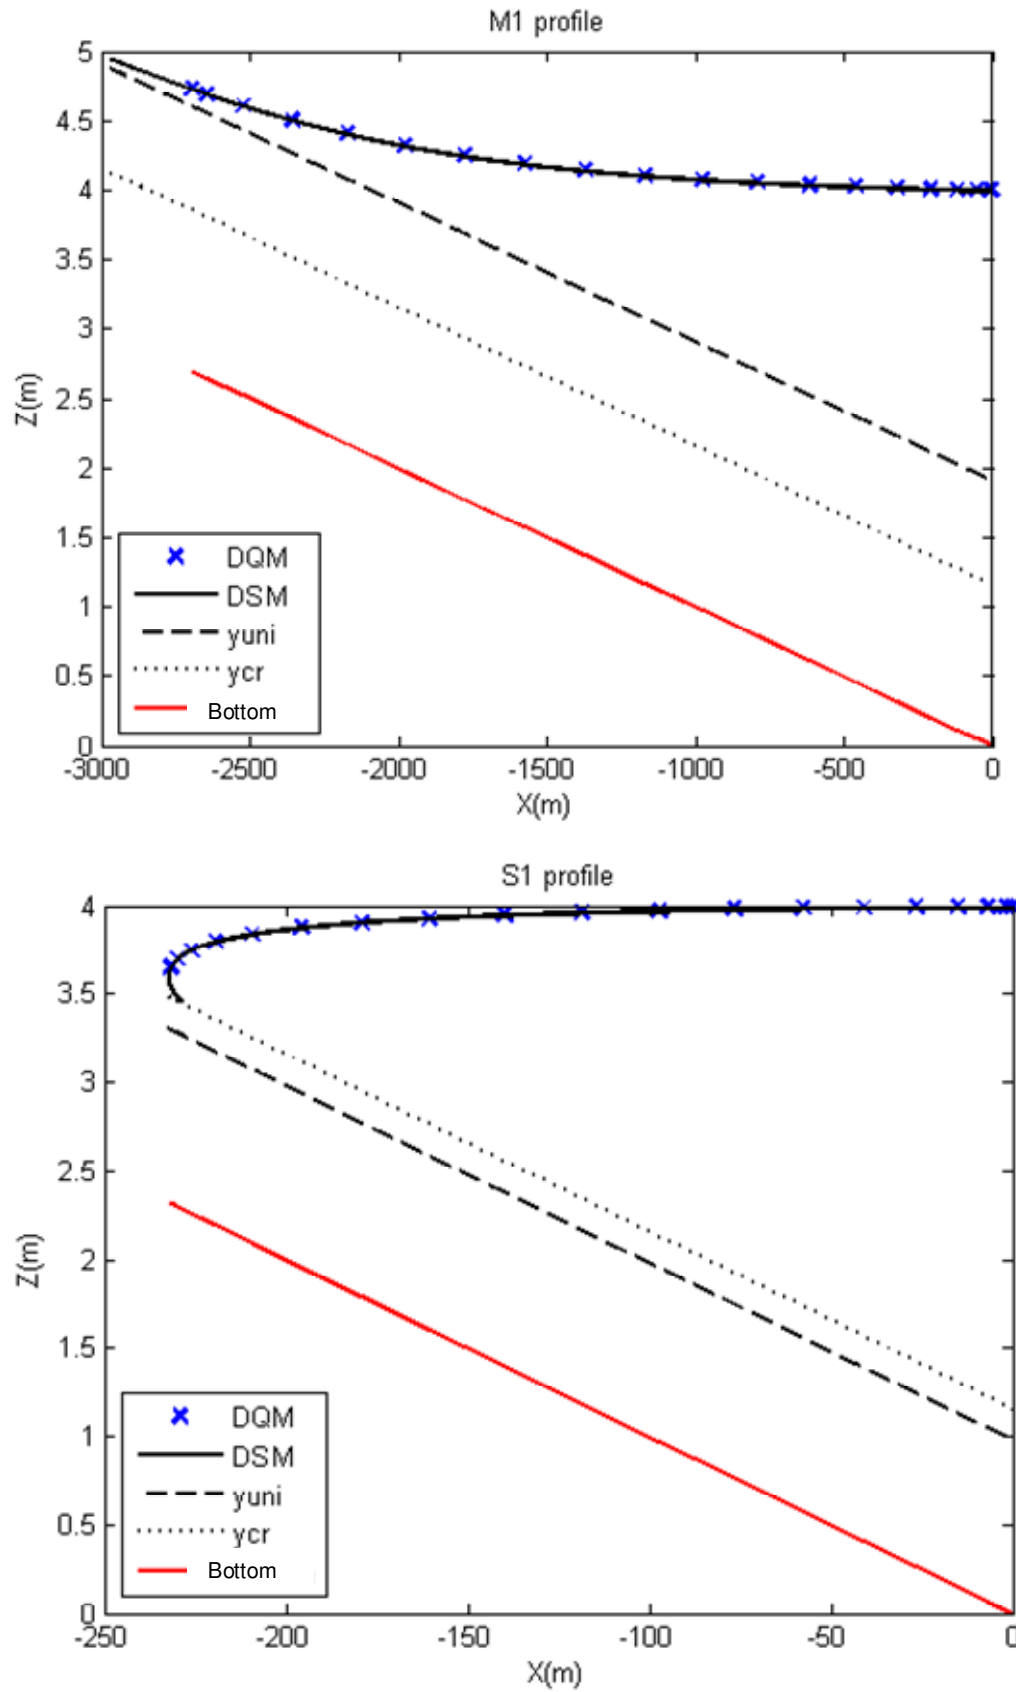 M1 profile
5
4.5
4
3.5
3
2.5
2
1.5
1
0.5
0
Z(m)
DQM
DSM
yuni
ycr
Bottom
-3000 -2500 -2000 -1500 -1000 -500 0
X(m)
S1 profile
4
3.5
3
2.5
2
1.5
1
0.5
0
Z(m)
DQM
DSM
yuni
ycr
Bottom
-250 -200 -150 -100 -50 0
X(m)